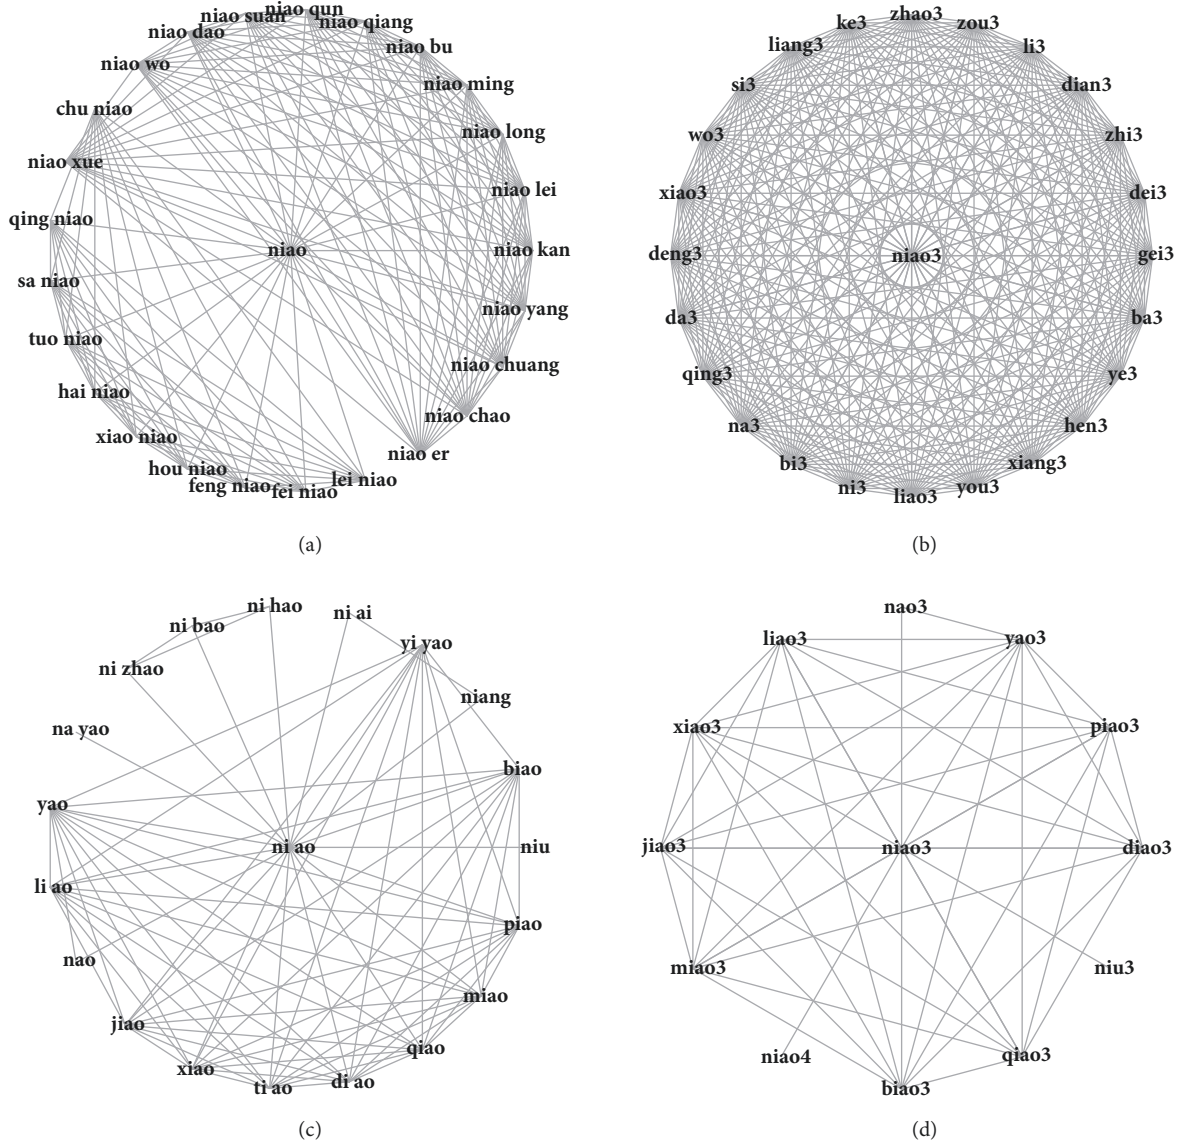 niao qun
niao suan
niao qiang
niao dao
niao bu
niao wo
niao ming
chu niao
niao long
niao xue
niao lei
qing niao
niao
niao kan
sa niao
niao yang
tuo niao
niao chuang
hai niao
niao chao
xiao niao
niao er
hou niao
lei niao
feng niao
fei niao
(a)
zhao3
ke3
zou3
liang3
li3
si3
dian3
wo3
zhi3
xiao3
dei3
deng3
niao3
gei3
da3
ba3
qing3
ye3
na3
hen3
bi3
xiang3
ni3
you3
liao3
(b)
ni hao
ni ai
ni bao
yi yao
ni zhao
niang
na yao
biao
yao
ni ao
niu
li ao
piao
nao
miao
jiao
qiao
xiao
di ao
ti ao
(c)
nao3
liao3
yao3
xiao3
piao3
jiao3
niao3
diao3
miao3
niu3
niao4
qiao3
biao3
(d)